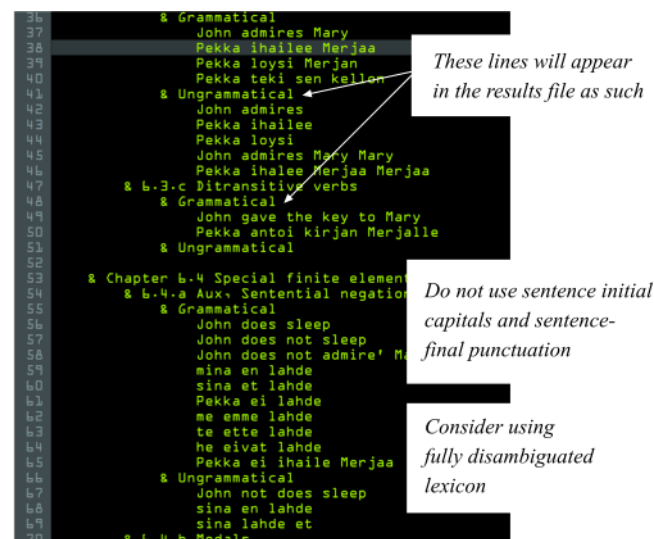 36 & Grammatical
37 John admires Mary
38 Pekka ihailee Merjaa
39 Pekka loysi Merjan
40 Pekka teki sen kellon
41 & Ungrammatical
42 John admires
43 Pekka ihailee
44 Pekka loysi
45 John admires Mary Mary
46 Pekka ihalee Merjaa Merjaa
47 & 6.3.c Ditransitive verbs
48 & Grammatical
49 John gave the key to Mary
50 Pekka antoi kirjan Merjalle
51 & Ungrammatical
52
53 & Chapter 6.4 Special finite element
54 & 6.4.a Aux, Sentential negation
55 & Grammatical
56 John does sleep
57 John does not sleep
58 John does not admire'
59 mina en lahde
60 sina et lahde
61 Pekka ei lahde
62 me emme lahde
63 te ette lahde
64 he eivat lahde
65 Pekka ei ihaile Merjaa
66 & Ungrammatical
67 John not does sleep
68 sina en lahde
69 sina lahde et
70 & 6.4.b Modals
These lines will appear
in the results file as such
Do not use sentence initial
capitals and sentence-
final punctuation
Consider using
fully disambiguated
lexicon